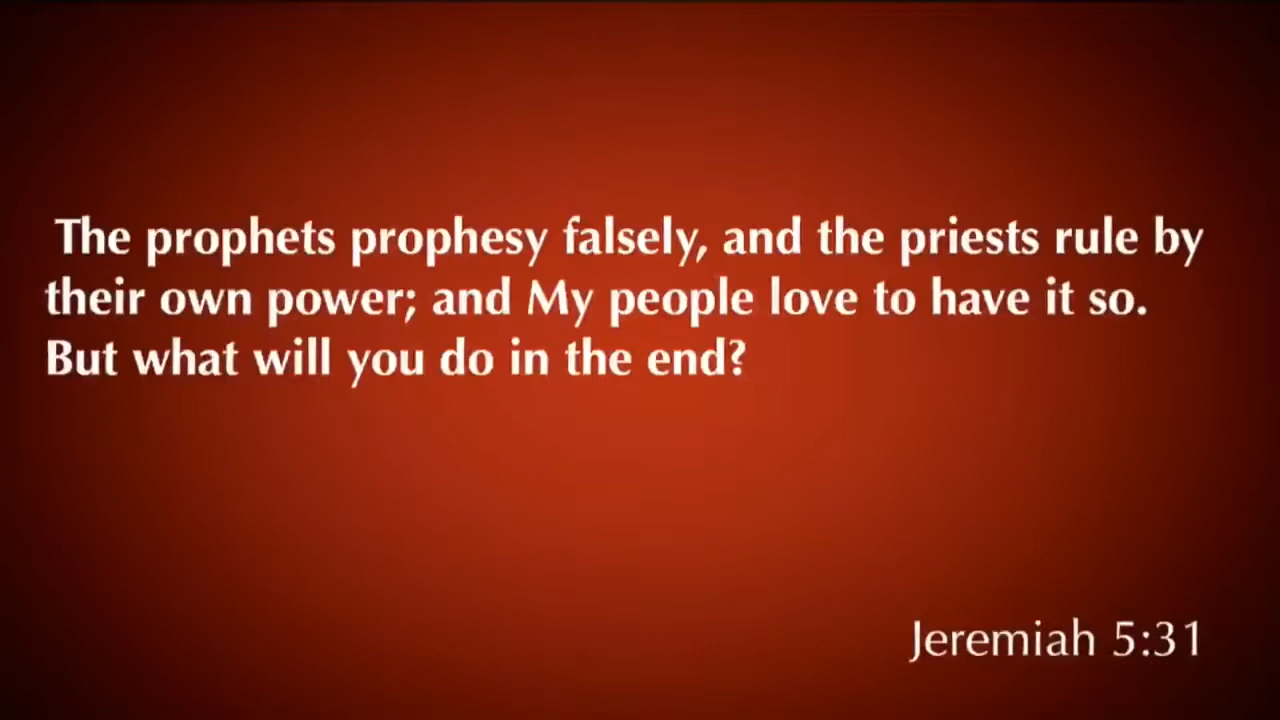 The prophets prophesy falsely, and the priests rule by
their own power; and My people love to have it so.
But what will you do in the end?
Jeremiah 5:31